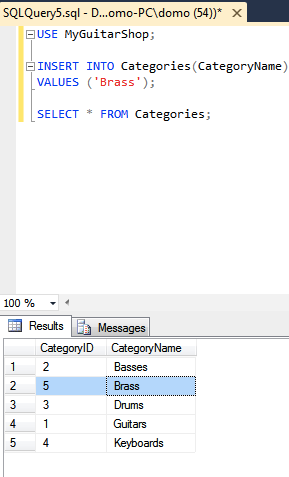 SQLQuery5.sql - D...omo-PC\domo (54))* ×
USE MyGuitarShop;
INSERT INTO Categories(CategoryName)
VALUES ('Brass');
SELECT * FROM Categories;
100 %
Results Messages
CategoryID CategoryName
1 2 Basses
2 5 Brass
3 3 Drums
4 1 Guitars
5 4 Keyboards